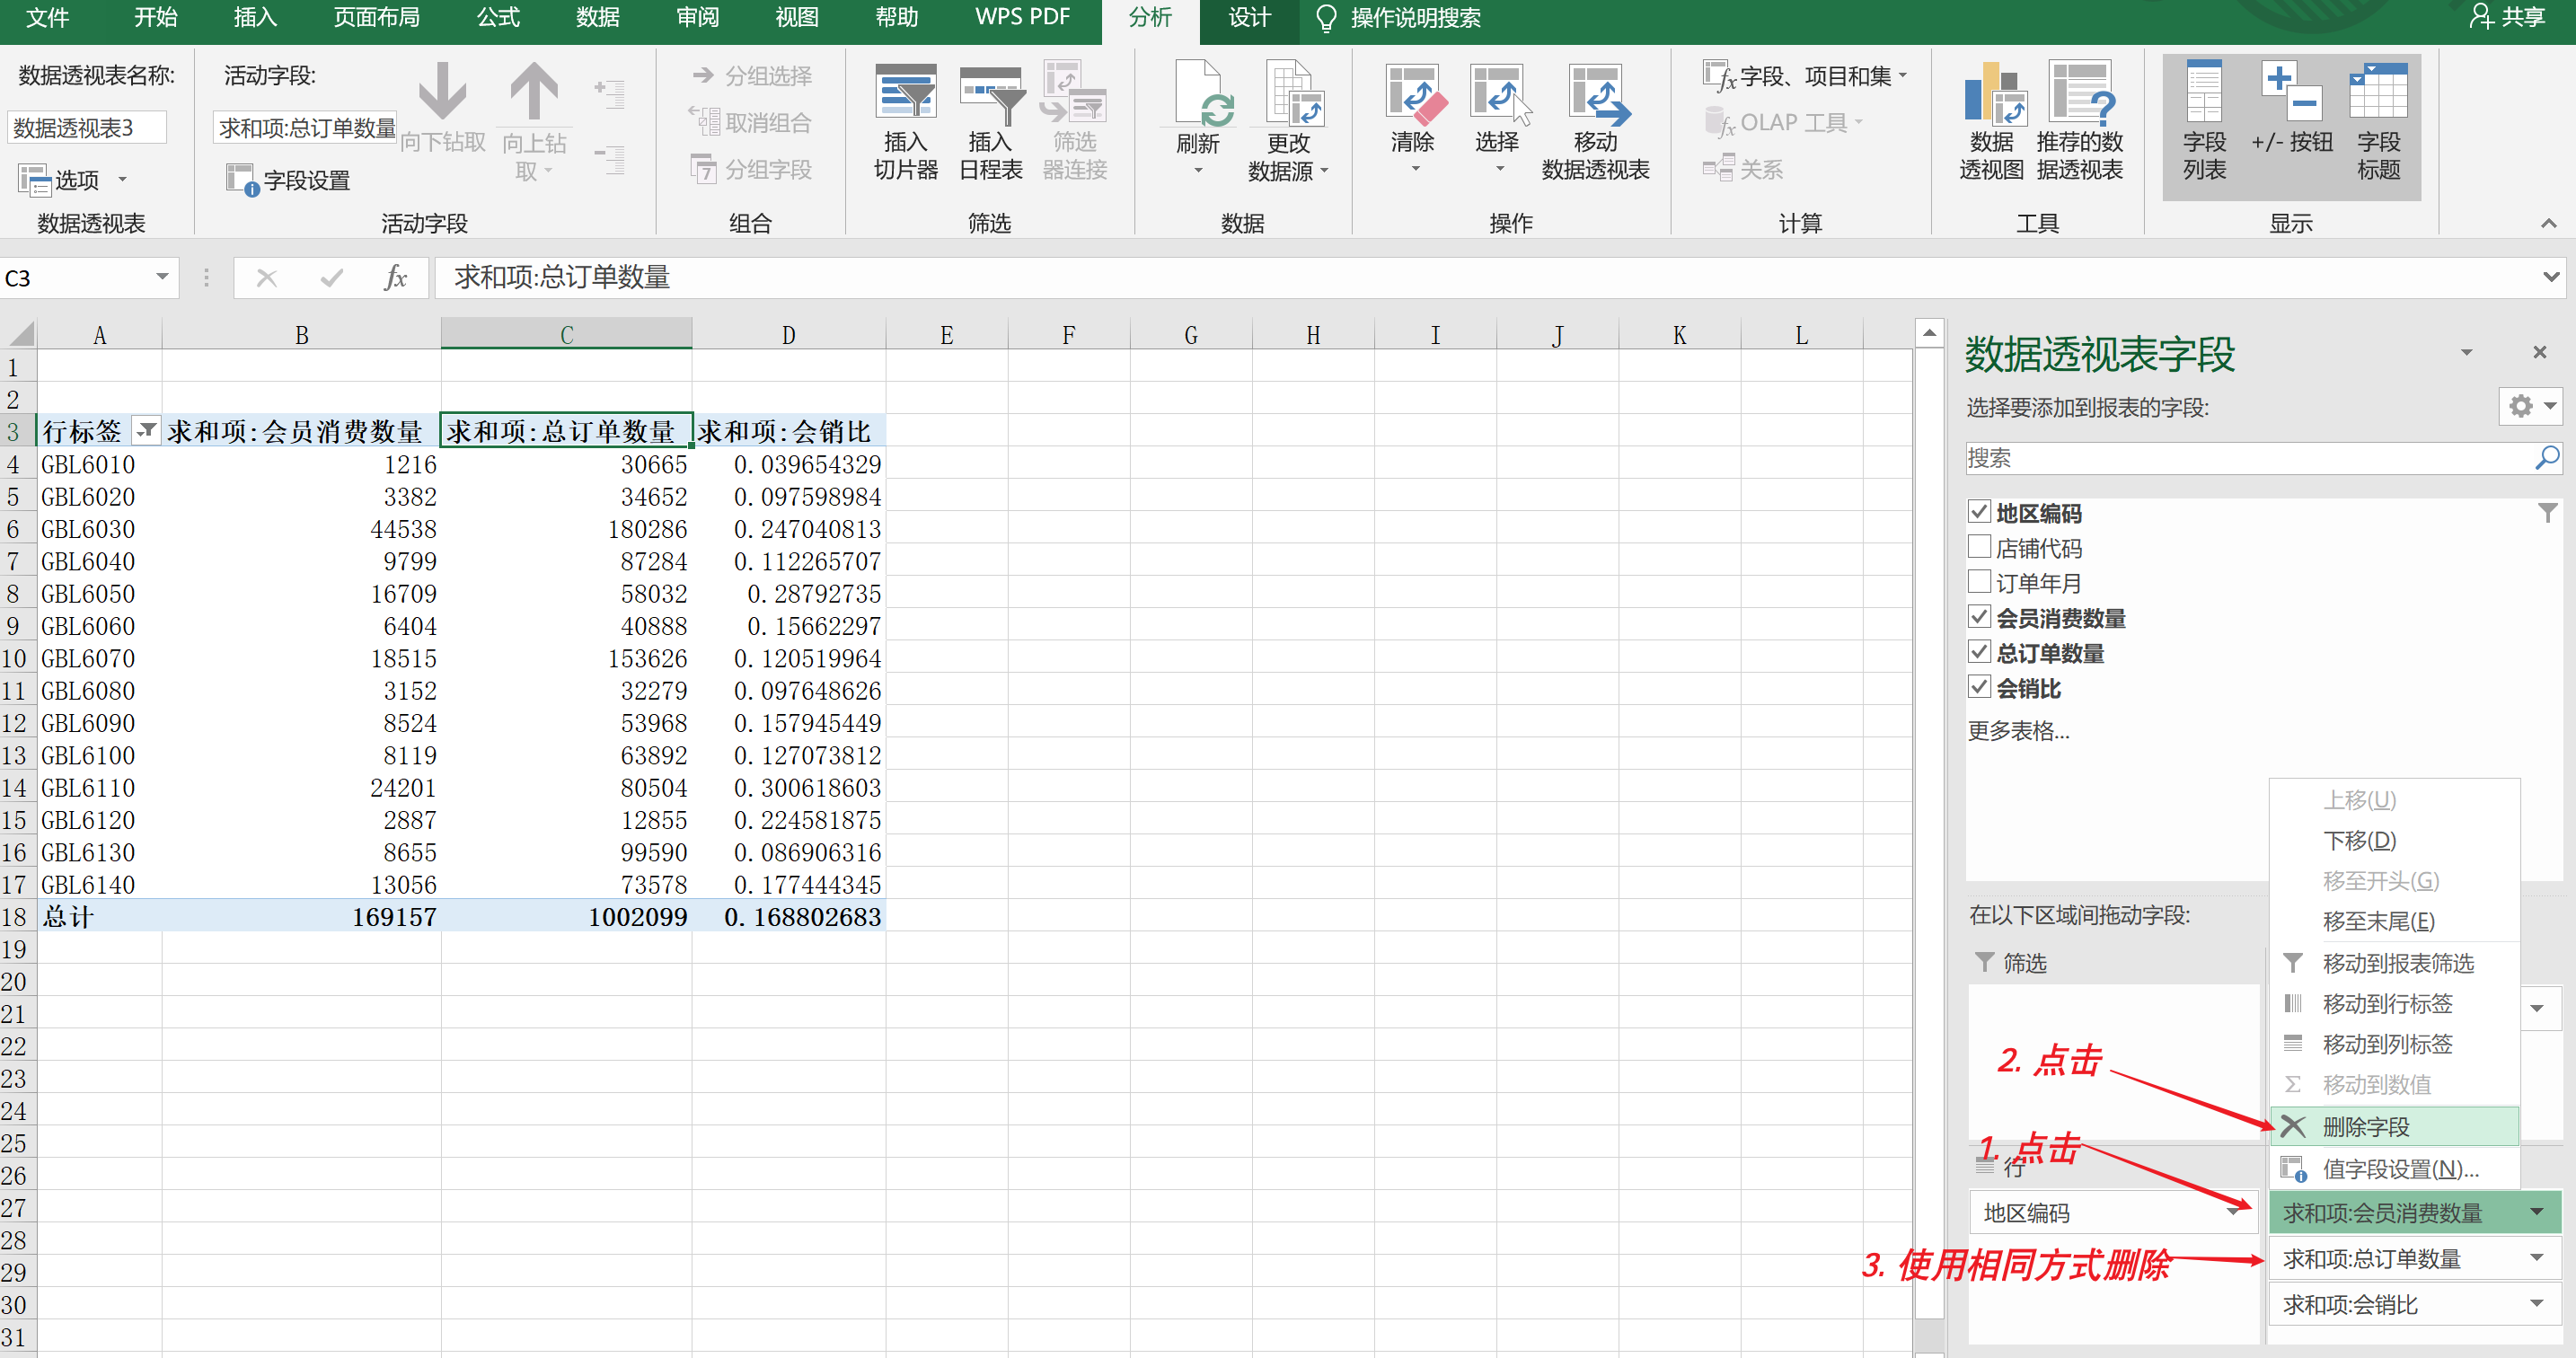 文件 开始 插入 页面布局 公式 数据 审阅 视图 帮助 WPS PDF 分析 设计 操作说明搜索 共享
数据透视表名称: 活动字段:
数据透视表3 求和项:总订单数量 向下钻取 向上钻取
选项 字段设置
分组选择
取消组合
7 分组字段
插入切片器 插入日程表 筛选器连接 刷新 更改数据源 清除 选择 移动数据透视表
fx 字段、项目和集
fx OLAP 工具
关系
数据透视图 推荐的数据透视表 字段列表 +/- 按钮 字段标题
数据透视表 活动字段 组合 筛选 数据 操作 计算 工具 显示
C3 fx 求和项:总订单数量
A B C D E F G H I J K L
1
2
3 行标签 求和项:会员消费数量 求和项:总订单数量 求和项:会销比
4 GBL6010 1216 30665 0.039654329
5 GBL6020 3382 34652 0.097598984
6 GBL6030 44538 180286 0.247040813
7 GBL6040 9799 87284 0.112265707
8 GBL6050 16709 58032 0.28792735
9 GBL6060 6404 40888 0.15662297
10 GBL6070 18515 153626 0.120519964
11 GBL6080 3152 32279 0.097648626
12 GBL6090 8524 53968 0.157945449
13 GBL6100 8119 63892 0.127073812
14 GBL6110 24201 80504 0.300618603
15 GBL6120 2887 12855 0.224581875
16 GBL6130 8655 99590 0.086906316
17 GBL6140 13056 73578 0.177444345
18 总计 169157 1002099 0.168802683
19
20
21
22
23
24
25
26
27
28
29
30
31
数据透视表字段
选择要添加到报表的字段:
搜索
地区编码
店铺代码
订单年月
会员消费数量
总订单数量
会销比
更多表格...
在以下区域间拖动字段:
筛选
行
地区编码
上移(U)
下移(D)
移至开头(G)
移至末尾(E)
移动到报表筛选
移动到行标签
移动到列标签
Σ 移动到数值
删除字段
值字段设置(N)...
求和项:会员消费数量
求和项:总订单数量
求和项:会销比
2. 点击
1. 点击
3. 使用相同方式删除